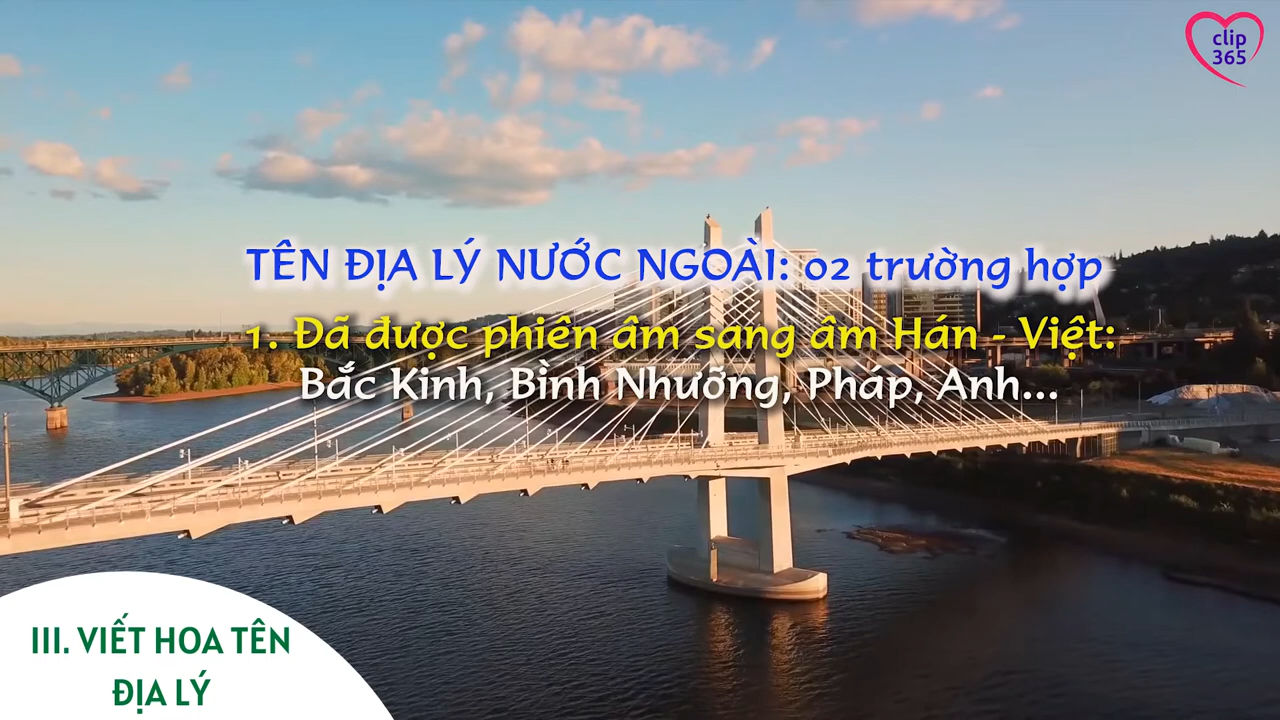 clip
365
TÊN ĐỊA LÝ NƯỚC NGOÀI: 02 trường hợp
1. Đã được phiên âm sang âm Hán - Việt:
Bắc Kinh, Bình Nhưỡng, Pháp, Anh...
III. VIẾT HOA TÊN
ĐỊA LÝ